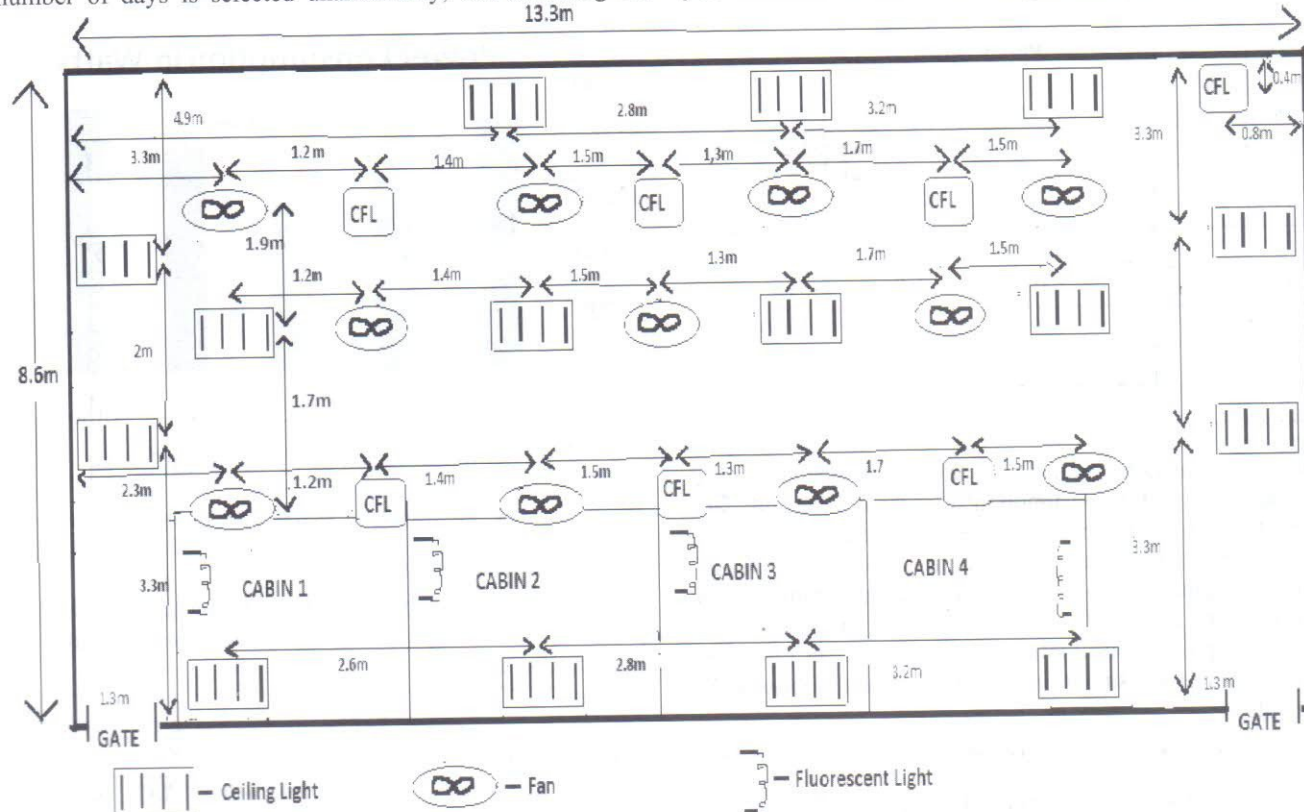 number of days is selected
13.3m
CFL
0.4m
4.9m
2.8m
3.2m
3.3m
0.8m
3.3m
1.2m
1.4m
1.5m
1,3m
1.7m
1.5m
CFL
CFL
CFL
1.9m
1.2m
1.4m
1.5m
1.3m
1.7m
1.5m
2m
8.6m
1.7m
2.3m
1.2m
1.4m
1.5m
1.3m
1.7
1.5m
CFL
CFL
CFL
3.3m
CABIN 1
CABIN 2
CABIN 3
CABIN 4
3.3m
2.6m
2.8m
3.2m
1.3m
1.3m
GATE
GATE
– Ceiling Light
– Fan
– Fluorescent Light